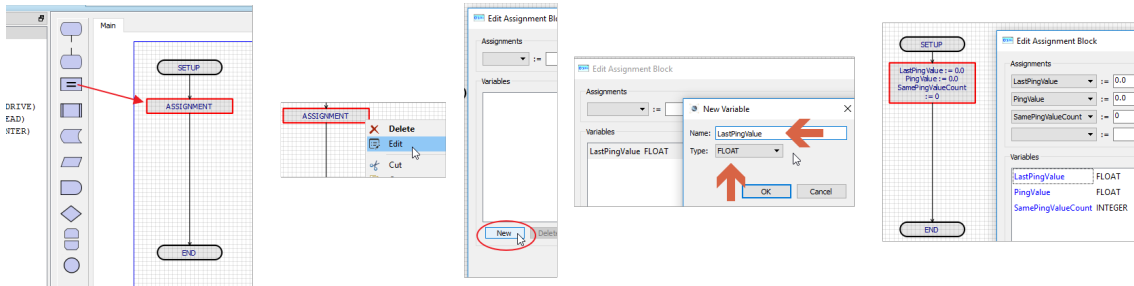 Main
SETUP
ASSIGNMENT
END
DRIVE)
EAD)
NTER)
ASSIGNMENT
Delete
Edit
Cut
Edit Assignment Bl
Assignments
:=
Variables
New
Delete
Edit Assignment Block
Assignments
:=
Variables
LastPingValue FLOAT
New Variable
Name: LastPingValue
Type: FLOAT
OK Cancel
SETUP
LastPingValue := 0.0
PingValue := 0.0
SamePingValueCount
:= 0
END
Edit Assignment Block
Assignments
LastPingValue := 0.0
PingValue := 0.0
SamePingValueCount := 0
:=
Variables
LastPingValue FLOAT
PingValue FLOAT
SamePingValueCount INTEGER